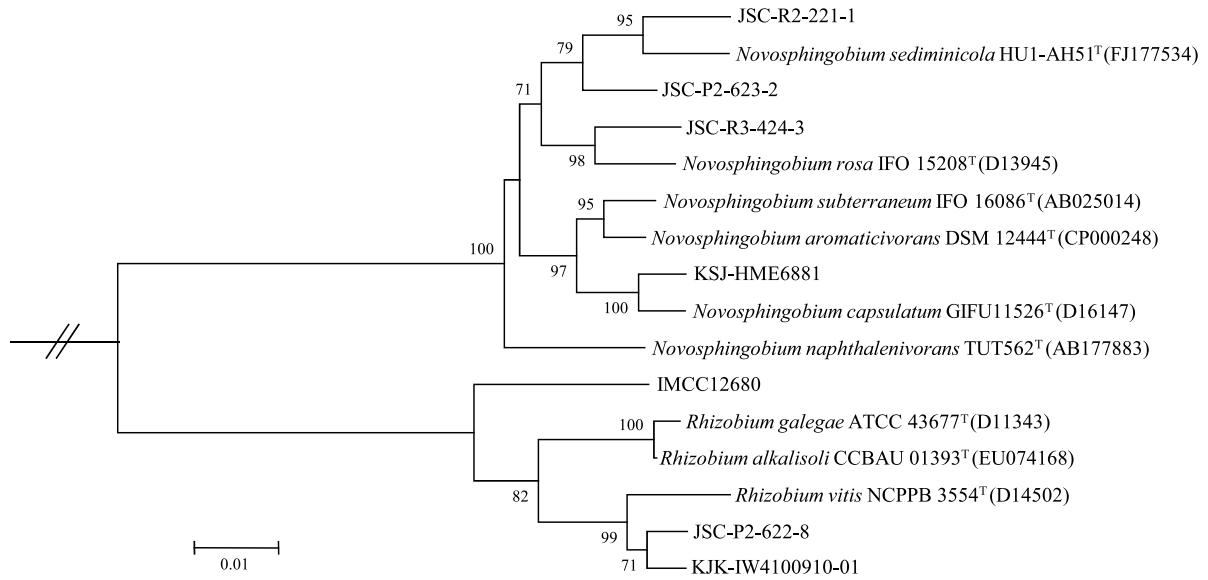 95
JSC-R2-221-1
79
Novosphingobium sediminicola HU1-AH51ᵀ(FJ177534)
71
JSC-P2-623-2
JSC-R3-424-3
98
Novosphingobium rosa IFO 15208ᵀ(D13945)
95
Novosphingobium subterraneum IFO 16086ᵀ(AB025014)
100
Novosphingobium aromaticivorans DSM 12444ᵀ(CP000248)
97
KSJ-HME6881
100
Novosphingobium capsulatum GIFU11526ᵀ(D16147)
Novosphingobium naphthalenivorans TUT562ᵀ(AB177883)
IMCC12680
100
Rhizobium galegae ATCC 43677ᵀ(D11343)
Rhizobium alkalisoli CCBAU 01393ᵀ(EU074168)
82
Rhizobium vitis NCPPB 3554ᵀ(D14502)
99
JSC-P2-622-8
71
KJK-IW4100910-01
0.01